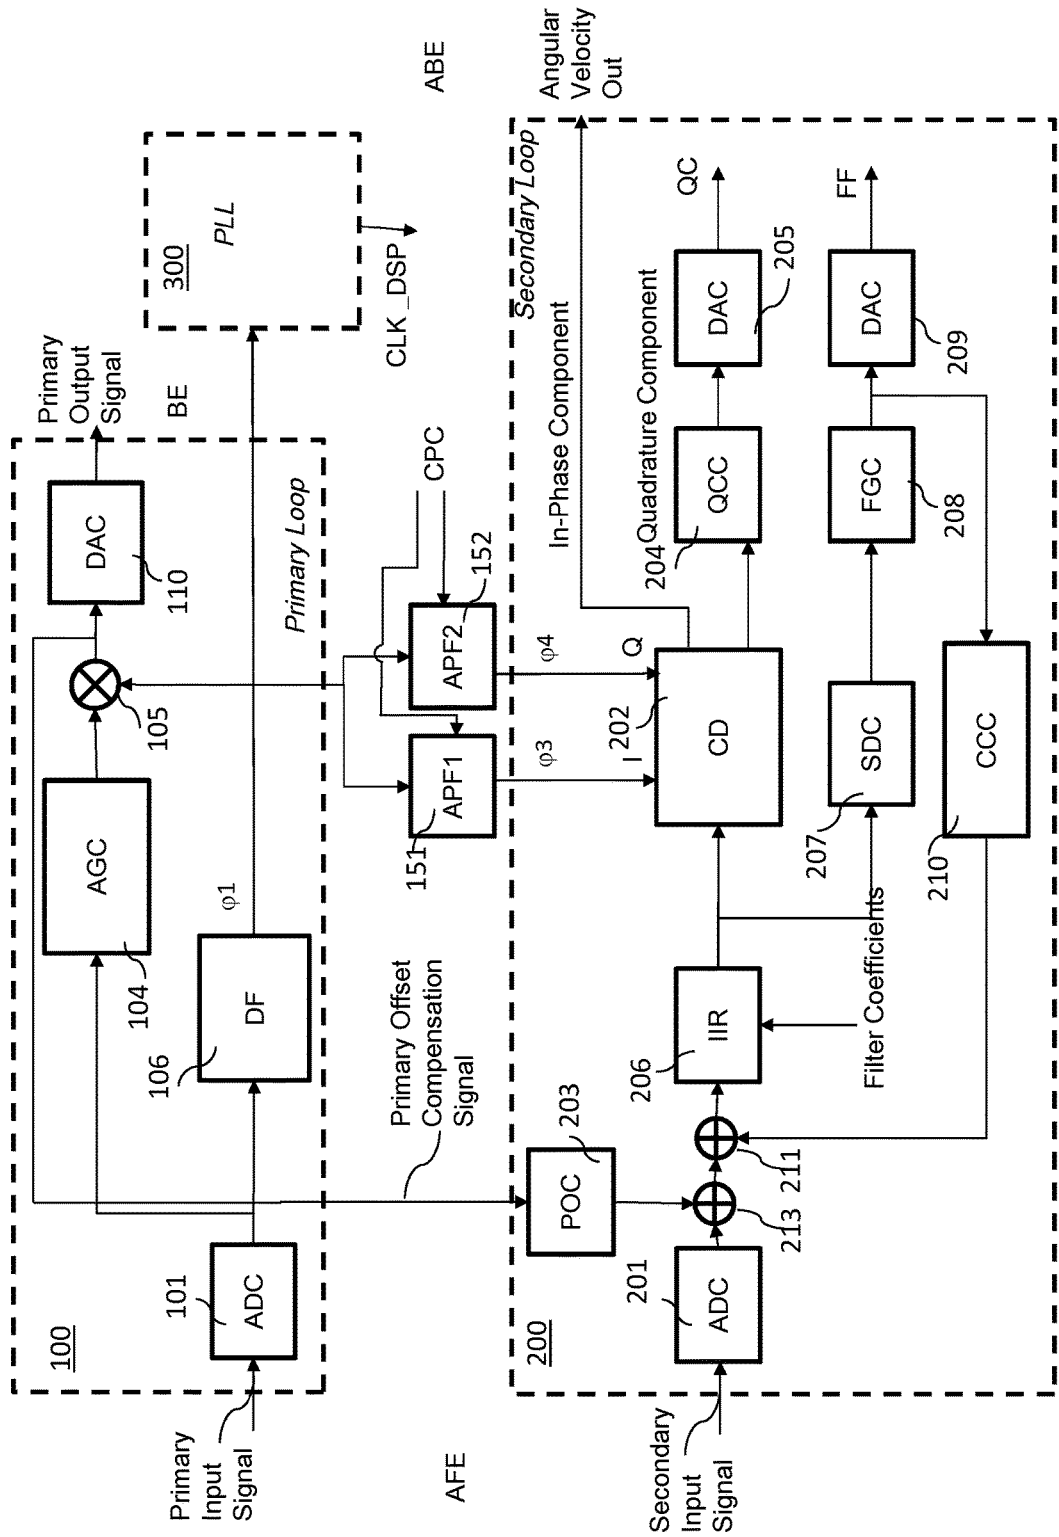 Primary
Input
Signal
100
101
ADC
106
DF
φ1
104
AGC
105
110
DAC
Primary
Output
Signal
Primary Loop
BE
300
PLL
CLK_DSP
AFE
ABE
Primary Offset
Compensation
Signal
151
APF1
152
APF2
CPC
φ3
φ4
Secondary
Input
Signal
200
201
ADC
POC
203
213
211
206
IIR
Filter Coefficients
I
Q
202
CD
In-Phase Component
Quadrature Component
Secondary Loop
Angular
Velocity
Out
204
QCC
DAC
205
QC
207
SDC
FGC
208
DAC
209
FF
210
CCC